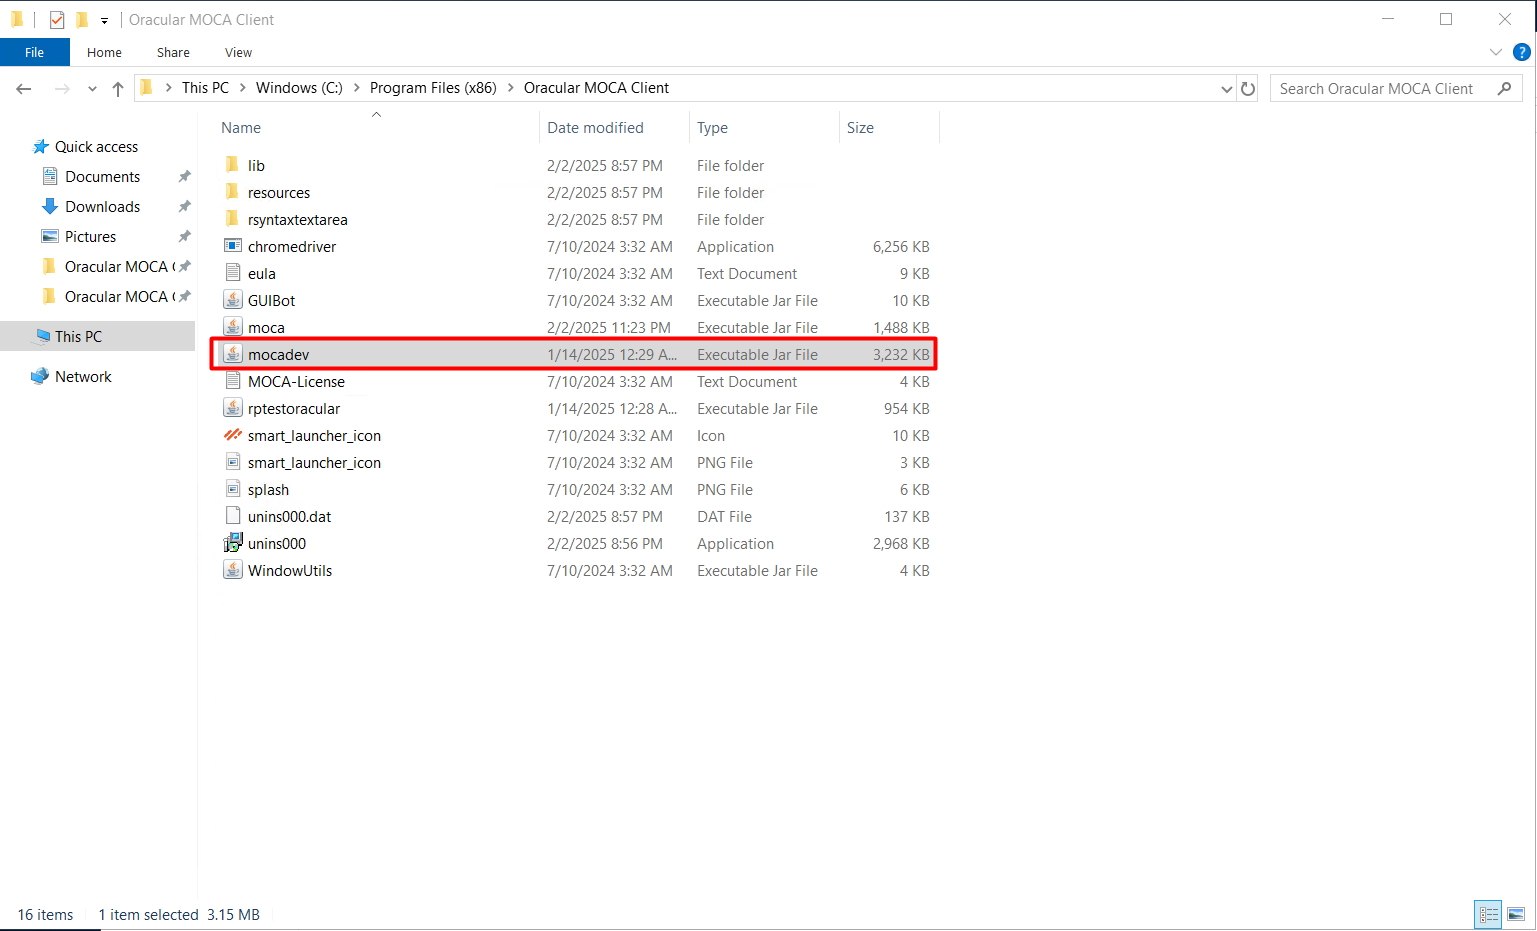 Oracular MOCA Client
File Home Share View
This PC Windows (C:) Program Files (x86) Oracular MOCA Client
Search Oracular MOCA Client
Name Date modified Type Size
Quick access
Documents
Downloads
Pictures
Oracular MOCA (
Oracular MOCA (
This PC
Network
lib 2/2/2025 8:57 PM File folder
resources 2/2/2025 8:57 PM File folder
rsyntaxtextarea 2/2/2025 8:57 PM File folder
chromedriver 7/10/2024 3:32 AM Application 6,256 KB
eula 7/10/2024 3:32 AM Text Document 9 KB
GUIBot 7/10/2024 3:32 AM Executable Jar File 10 KB
moca 2/2/2025 11:23 PM Executable Jar File 1,488 KB
mocadev 1/14/2025 12:29 A... Executable Jar File 3,232 KB
MOCA-License 7/10/2024 3:32 AM Text Document 4 KB
rptestoracular 1/14/2025 12:28 A... Executable Jar File 954 KB
smart_launcher_icon 7/10/2024 3:32 AM Icon 10 KB
smart_launcher_icon 7/10/2024 3:32 AM PNG File 3 KB
splash 7/10/2024 3:32 AM PNG File 6 KB
unins000.dat 2/2/2025 8:57 PM DAT File 137 KB
unins000 2/2/2025 8:56 PM Application 2,968 KB
WindowUtils 7/10/2024 3:32 AM Executable Jar File 4 KB
16 items 1 item selected 3.15 MB